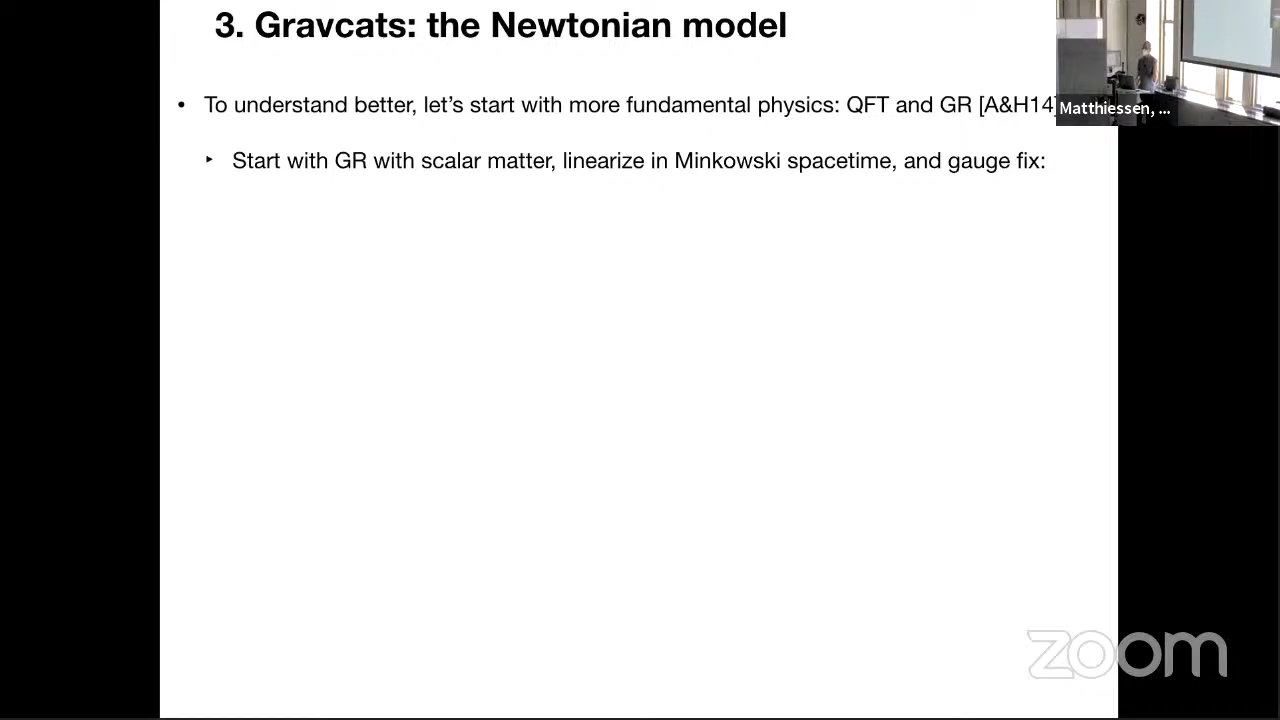 3. Gravcats: the Newtonian model
• To understand better, let's start with more fundamental physics: QFT and GR [A&H14]
‣ Start with GR with scalar matter, linearize in Minkowski spacetime, and gauge fix:
Matthiessen, ...
zoom